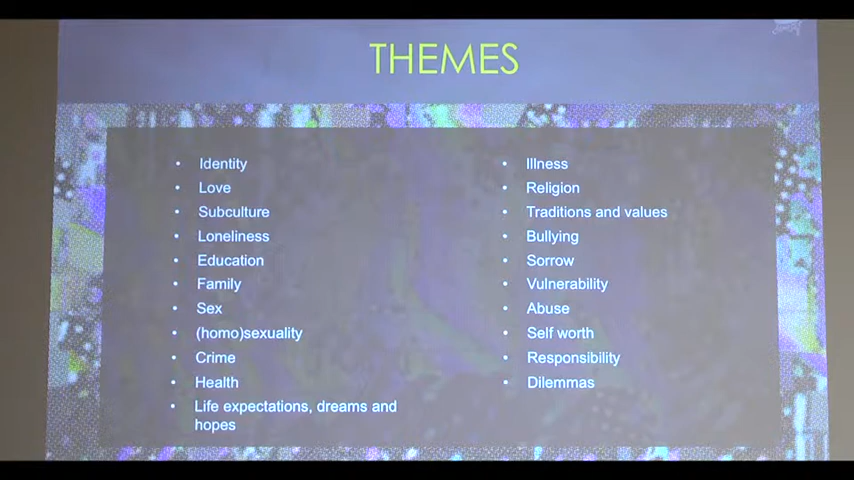 THEMES
• Identity
• Love
• Subculture
• Loneliness
• Education
• Family
• Sex
• (homo)sexuality
• Crime
• Health
• Life expectations, dreams and
hopes
• Illness
• Religion
• Traditions and values
• Bullying
• Sorrow
• Vulnerability
• Abuse
• Self worth
• Responsibility
• Dilemmas